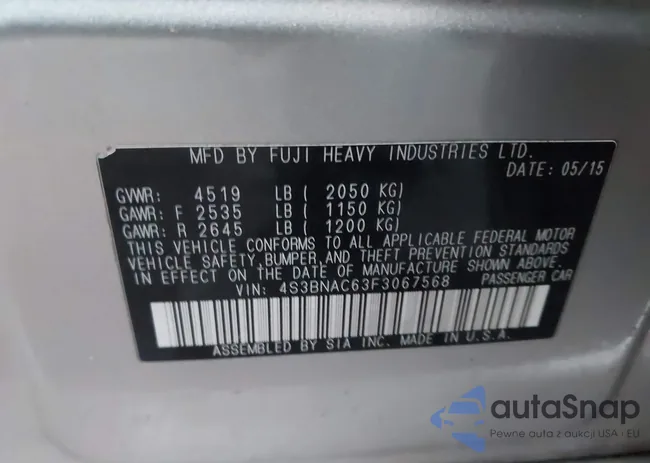 MFD BY FUJI HEAVY INDUSTRIES LTD.
DATE: 05/15
GVWR: 4519 LB ( 2050 KG)
GAWR: F 2535 LB ( 1150 KG)
GAWR: R 2645 LB ( 1200 KG)
THIS VEHICLE CONFORMS TO ALL APPLICABLE FEDERAL MOTOR
VEHICLE SAFETY, BUMPER, AND THEFT PREVENTION STANDARDS
IN EFFECT ON THE DATE OF MANUFACTURE SHOWN ABOVE.
VIN: 4S3BNAC63F3067568 PASSENGER CAR
ASSEMBLED BY SIA INC. MADE IN U.S.A.
autaSnap
Pewne auta z aukcji USA i EU